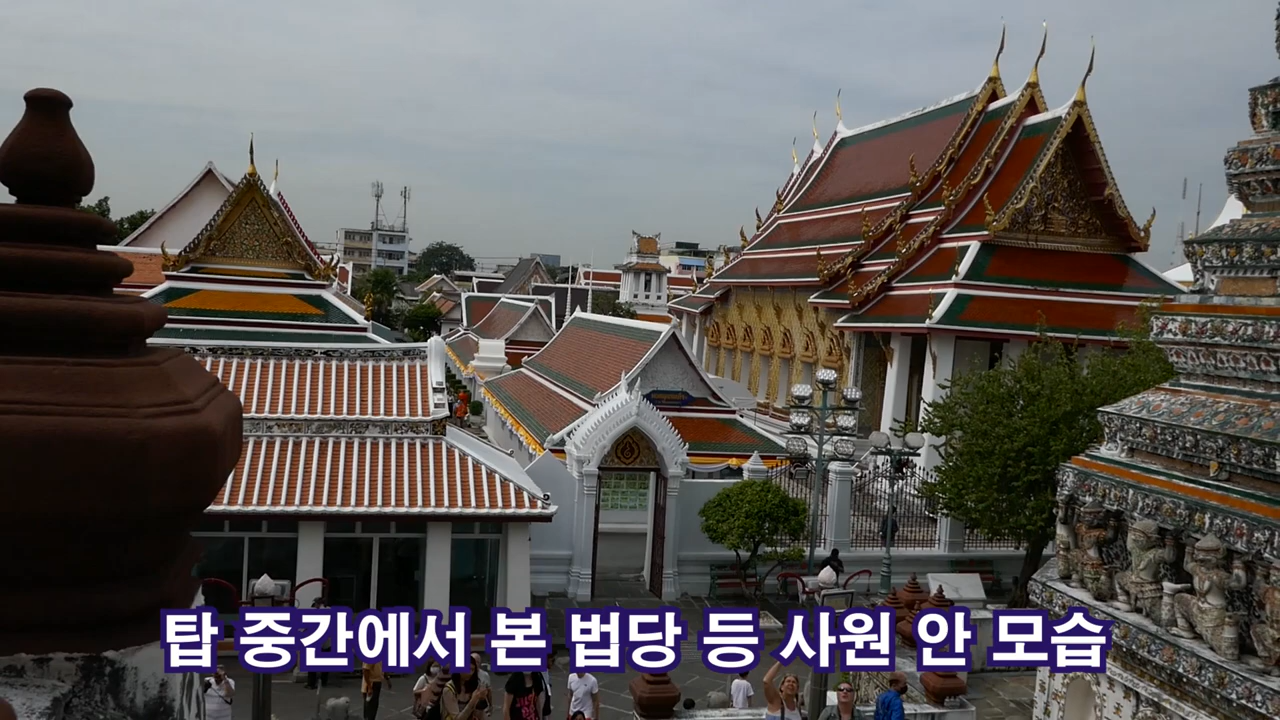 탑 중간에서 본 법당 등 사원 안 모습